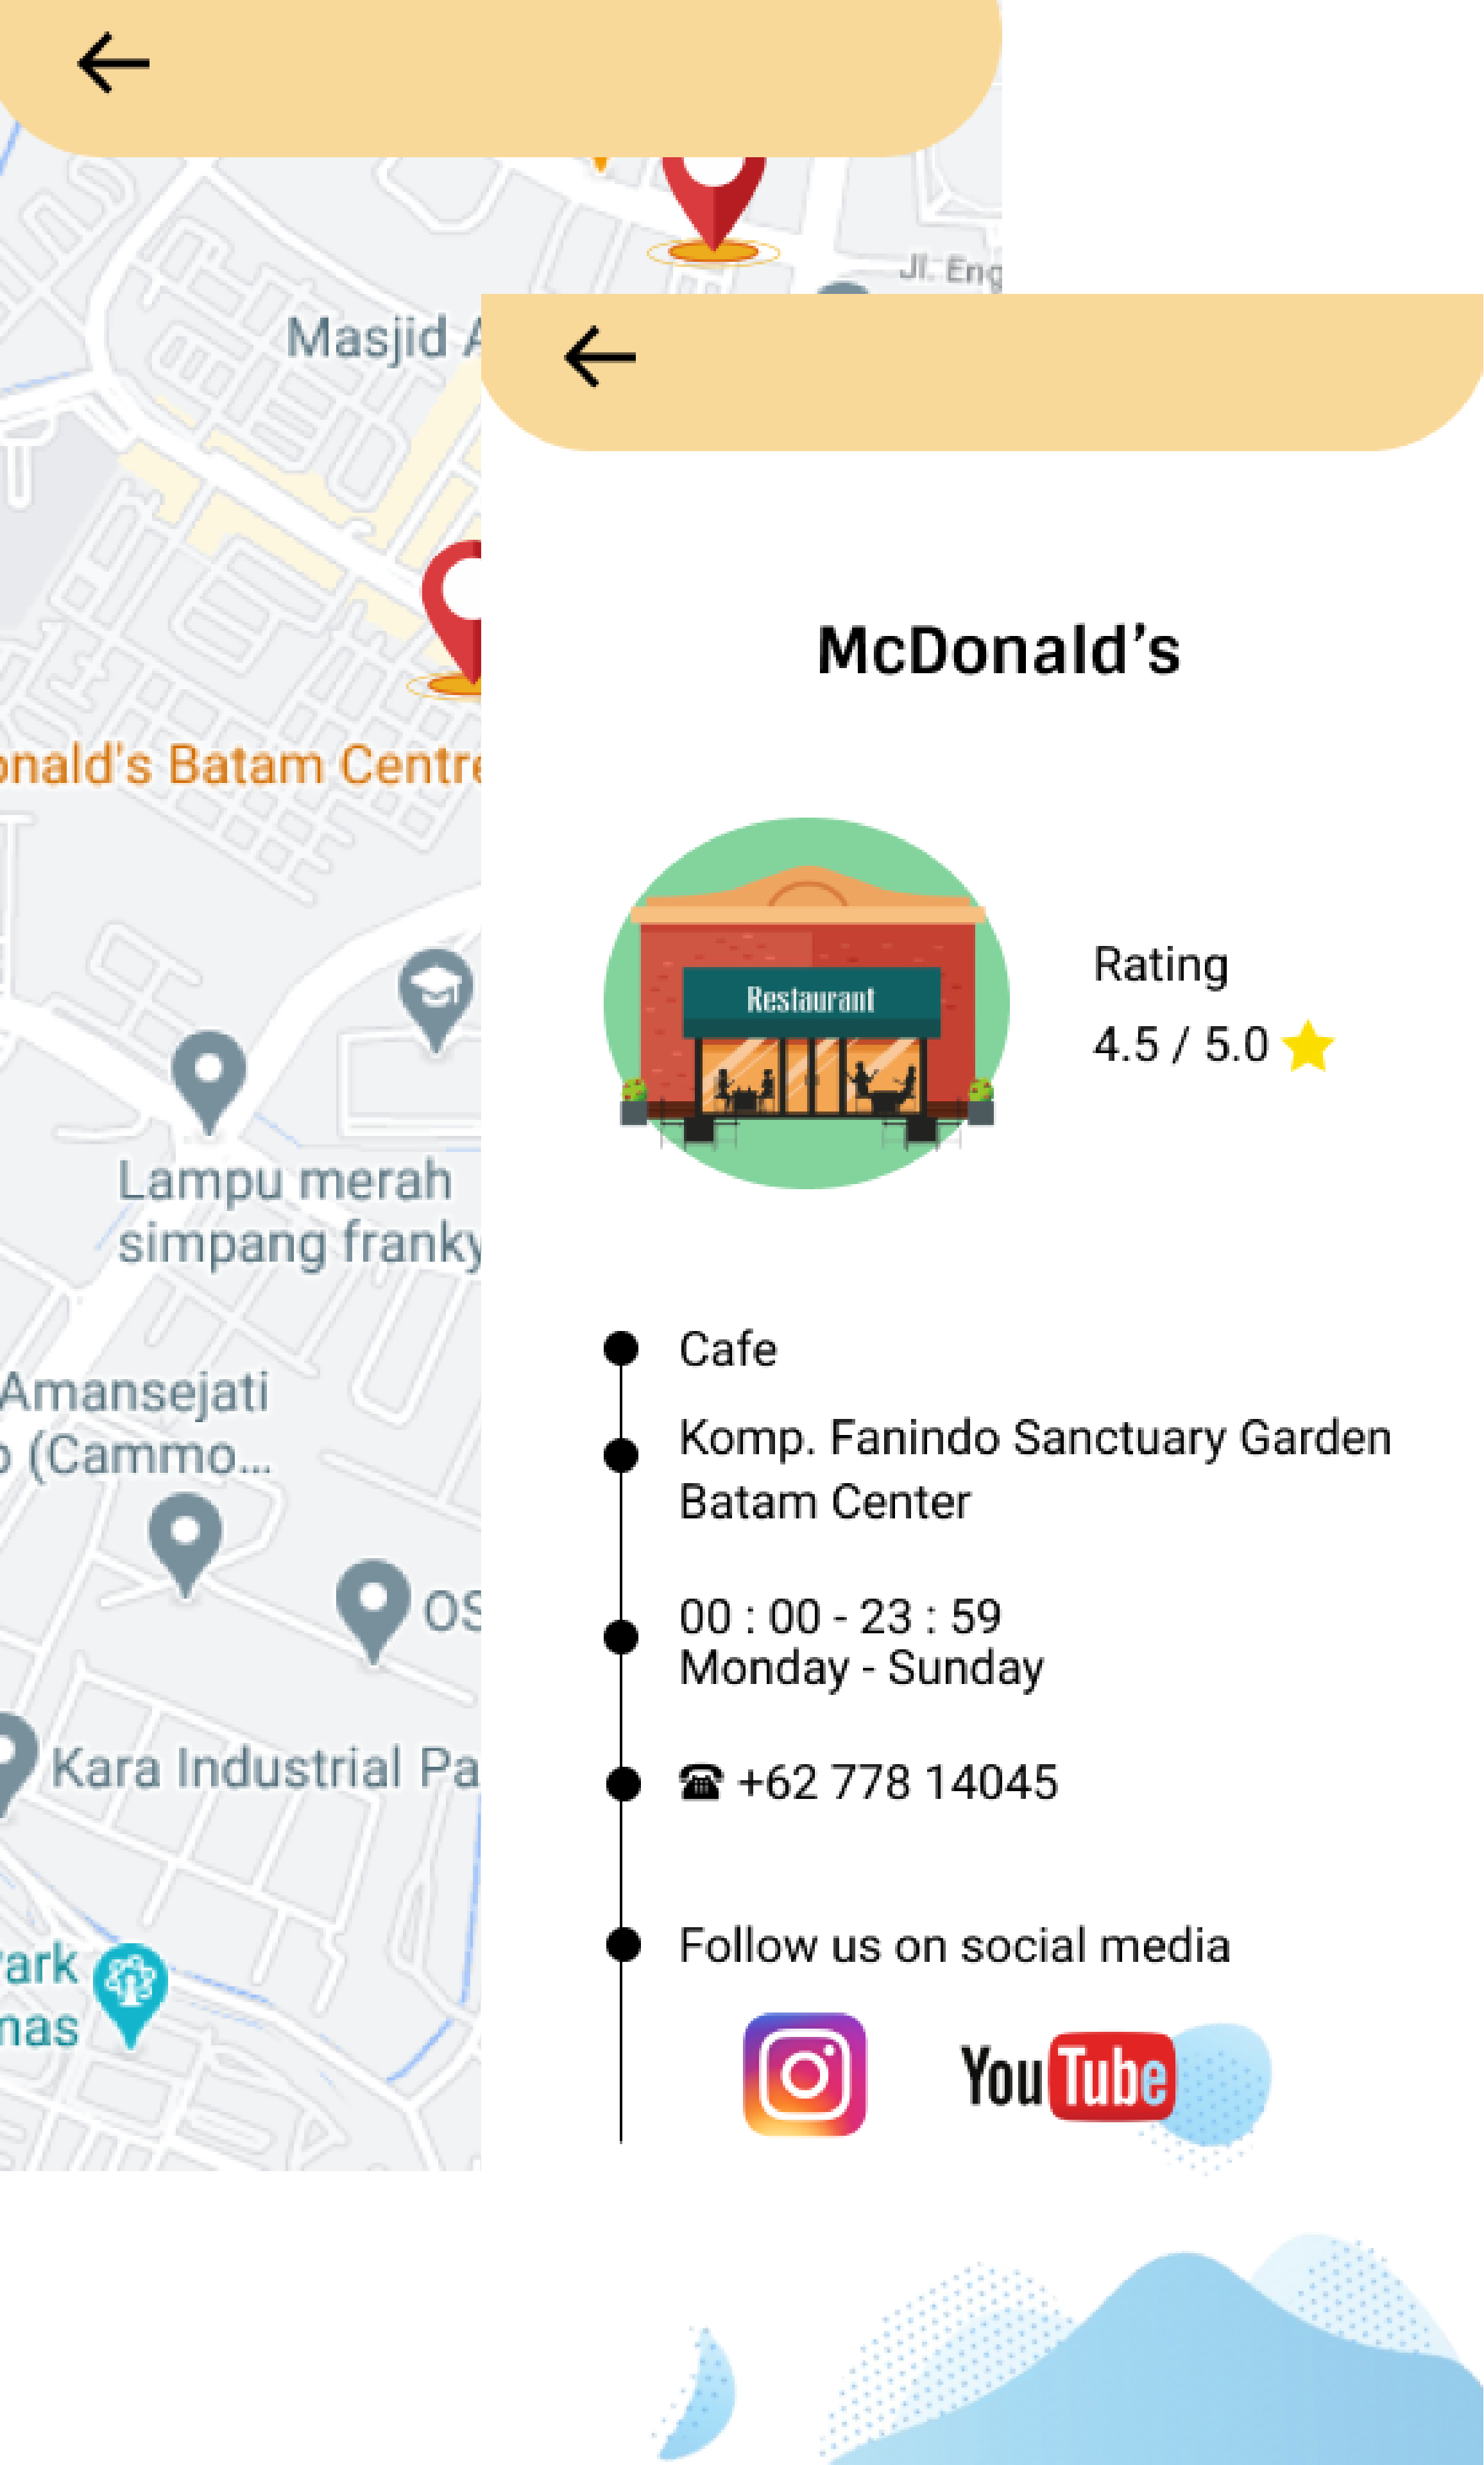 Jl. Eng
Masjid A
onald's Batam Centre
Lampu merah
simpang franky
Amansejati
o (Cammo...
OS
Kara Industrial Pa
ark
nas
McDonald’s
Restaurant
Rating
4.5 / 5.0
Cafe
Komp. Fanindo Sanctuary Garden
Batam Center
00 : 00 - 23 : 59
Monday - Sunday
☎ +62 778 14045
Follow us on social media
YouTube